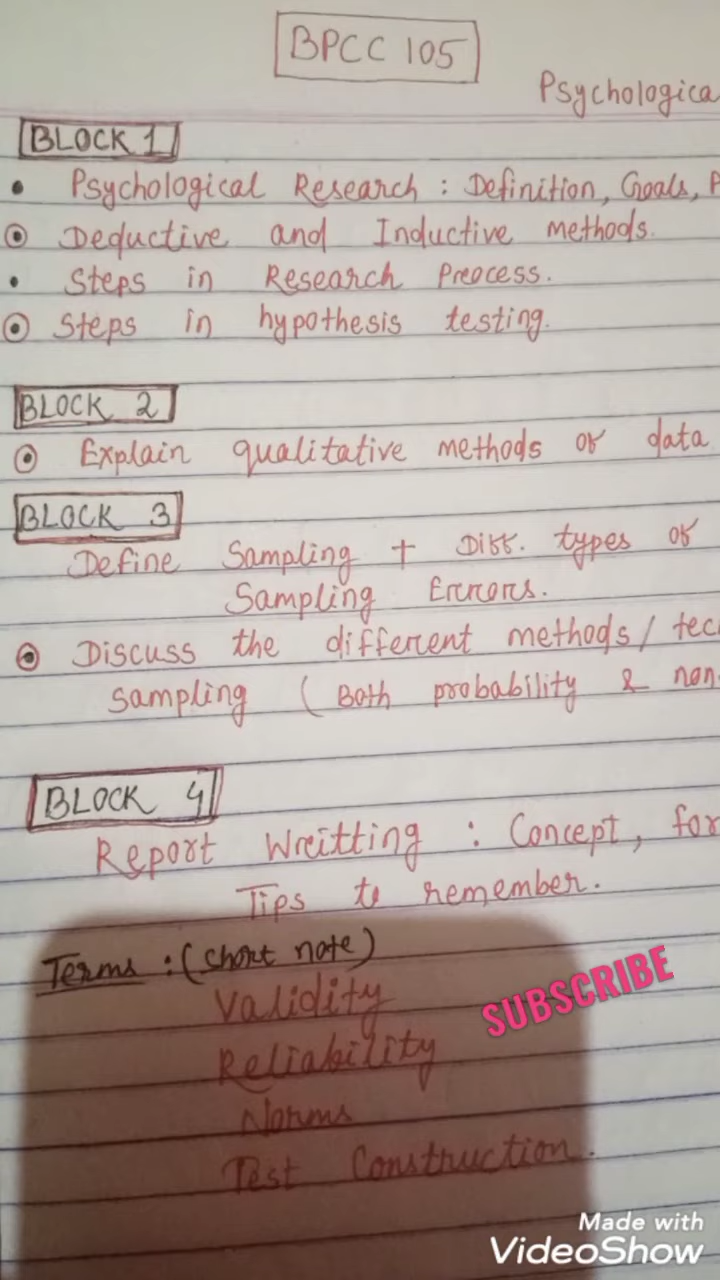 BPCC 105
Psychologica
BLOCK 1
• Psychological Research : Definition, Goals, P
Deductive and Inductive methods.
• Steps in Research Process.
Steps in hypothesis testing.
BLOCK 2
Explain qualitative methods of data
BLOCK 3
Define Sampling + Diff. types of
Sampling Errors.
Discuss the different methods/ tec
sampling ( Both probability & non-
BLOCK 4
Report Writting : Concept, for
Tips to remember.
Terms : (short note)
Validity
SUBSCRIBE
Reliability
Norms
Test Construction.
Made with
VideoShow